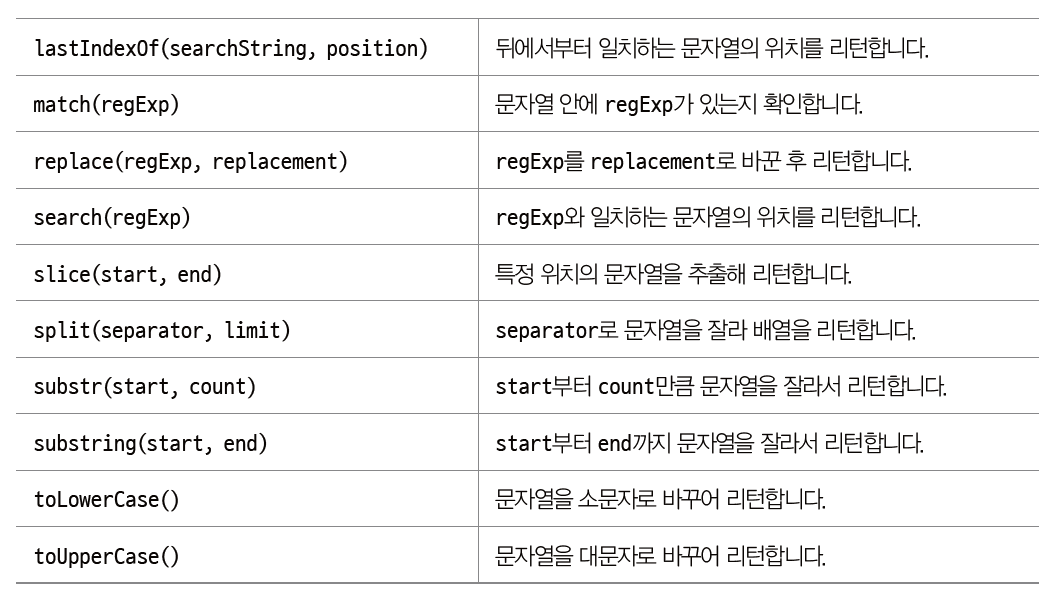 lastIndexOf(searchString, position) 뒤에서부터 일치하는 문자열의 위치를 리턴합니다.
match(regExp) 문자열 안에 regExp가 있는지 확인합니다.
replace(regExp, replacement) regExp를 replacement로 바꾼 후 리턴합니다.
search(regExp) regExp와 일치하는 문자열의 위치를 리턴합니다.
slice(start, end) 특정 위치의 문자열을 추출해 리턴합니다.
split(separator, limit) separator로 문자열을 잘라 배열을 리턴합니다.
substr(start, count) start부터 count만큼 문자열을 잘라서 리턴합니다.
substring(start, end) start부터 end까지 문자열을 잘라서 리턴합니다.
toLowerCase() 문자열을 소문자로 바꾸어 리턴합니다.
toUpperCase() 문자열을 대문자로 바꾸어 리턴합니다.